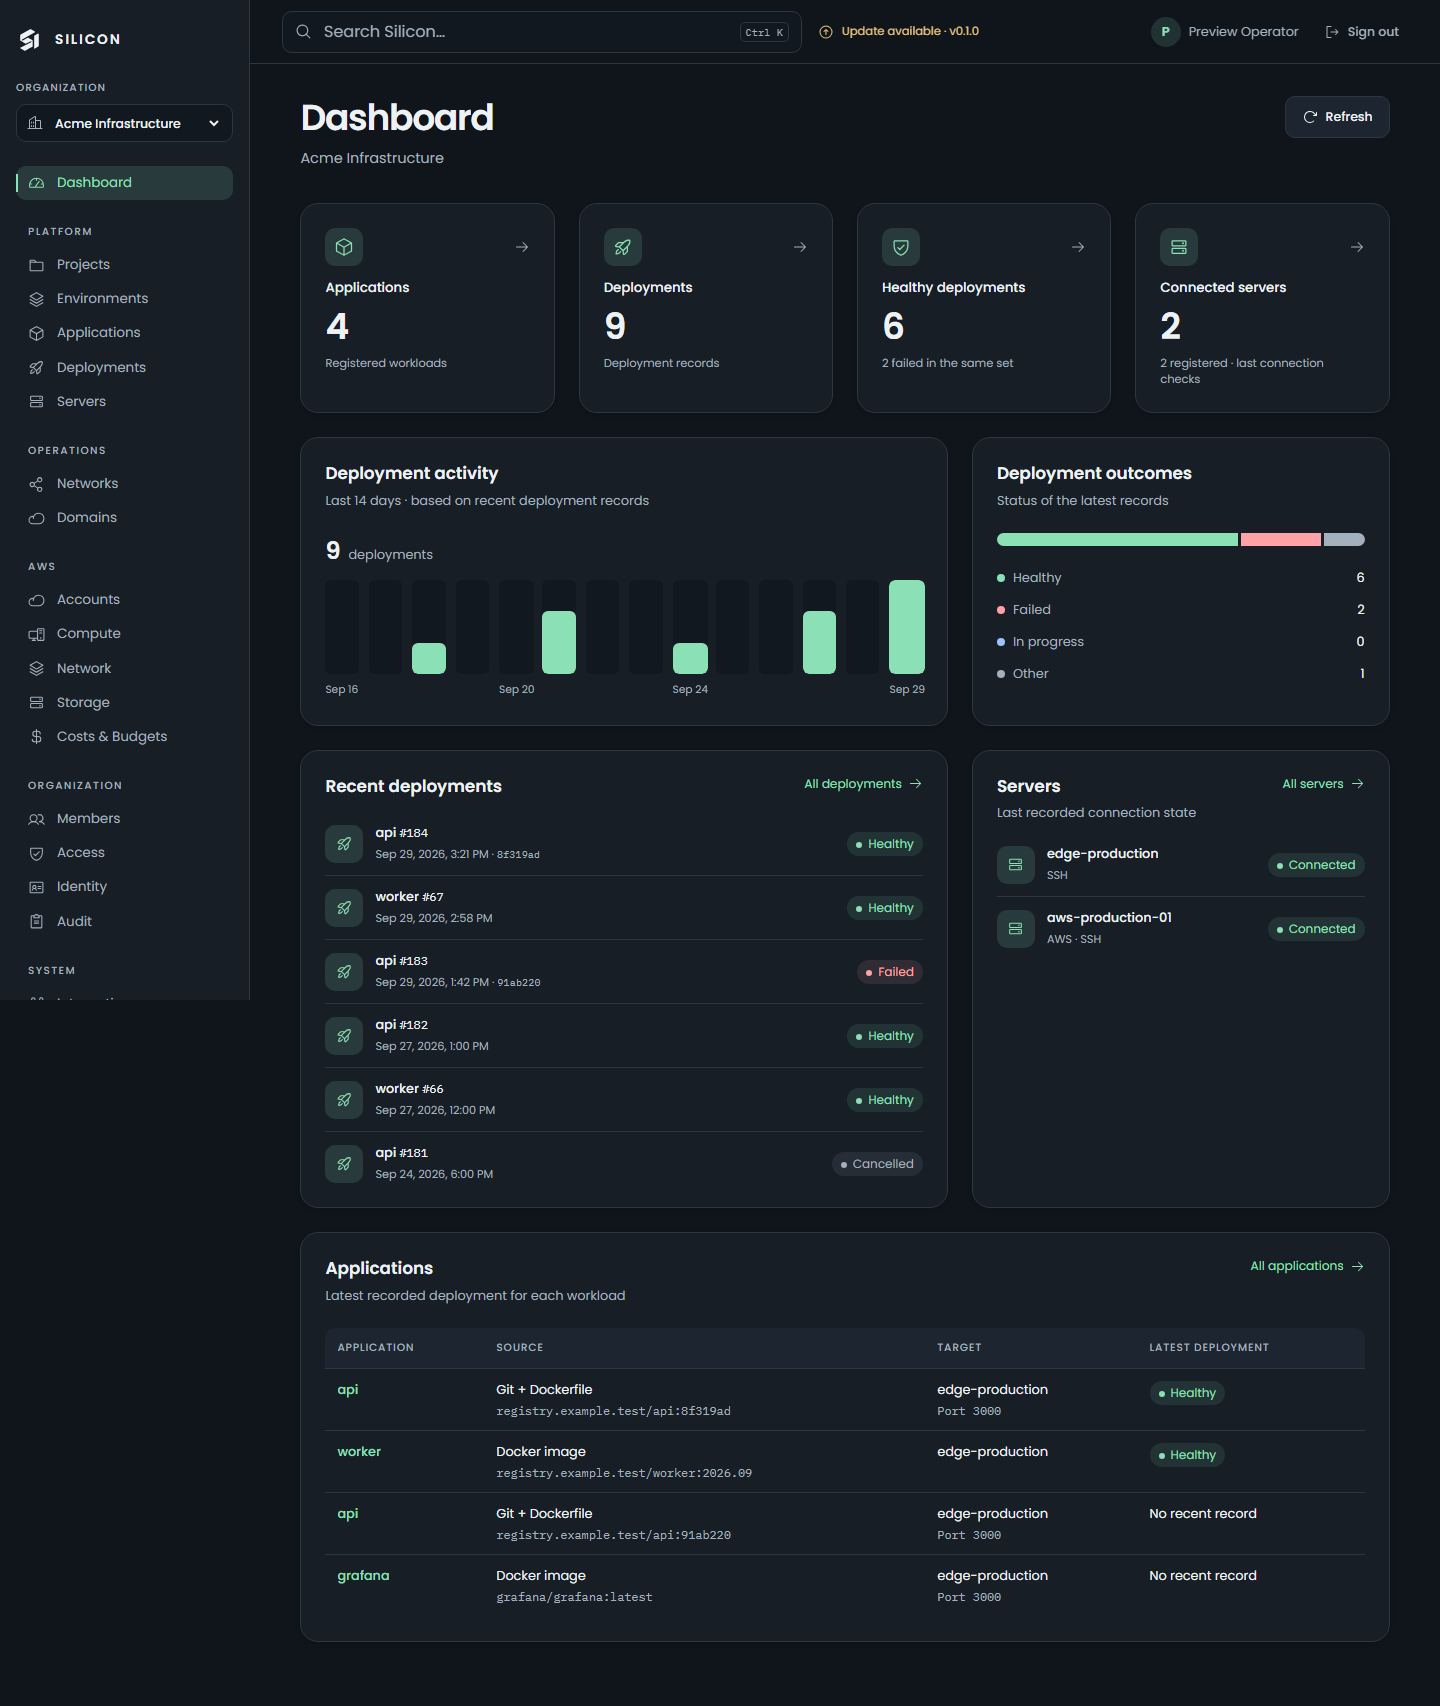 SILICON
Search Silicon...
Ctrl K
Update available · v0.1.0
P
Preview Operator
Sign out
ORGANIZATION
Acme Infrastructure
Dashboard
PLATFORM
Projects
Environments
Applications
Deployments
Servers
OPERATIONS
Networks
Domains
AWS
Accounts
Compute
Network
Storage
Costs & Budgets
ORGANIZATION
Members
Access
Identity
Audit
SYSTEM
Dashboard
Acme Infrastructure
Refresh
Applications
4
Registered workloads
Deployments
9
Deployment records
Healthy deployments
6
2 failed in the same set
Connected servers
2
2 registered · last connection
checks
Deployment activity
Last 14 days · based on recent deployment records
9 deployments
Sep 16
Sep 20
Sep 24
Sep 29
Deployment outcomes
Status of the latest records
Healthy 6
Failed 2
In progress 0
Other 1
Recent deployments
All deployments
api #184
Sep 29, 2026, 3:21 PM · 8f319ad
Healthy
worker #67
Sep 29, 2026, 2:58 PM
Healthy
api #183
Sep 29, 2026, 1:42 PM · 91ab220
Failed
api #182
Sep 27, 2026, 1:00 PM
Healthy
worker #66
Sep 27, 2026, 12:00 PM
Healthy
api #181
Sep 24, 2026, 6:00 PM
Cancelled
Servers
All servers
Last recorded connection state
edge-production
SSH
Connected
aws-production-01
AWS · SSH
Connected
Applications
All applications
Latest recorded deployment for each workload
APPLICATION SOURCE TARGET LATEST DEPLOYMENT
api Git + Dockerfile edge-production Healthy
registry.example.test/api:8f319ad Port 3000
worker Docker image edge-production Healthy
registry.example.test/worker:2026.09
api Git + Dockerfile edge-production No recent record
registry.example.test/api:91ab220 Port 3000
grafana Docker image edge-production No recent record
grafana/grafana:latest Port 3000